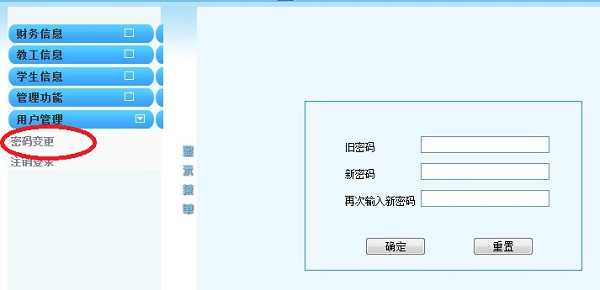 财务信息
教工信息
学生信息
管理功能
用户管理
密码变更
注销登录
显示菜单
旧密码
新密码
再次输入新密码
确定
重置